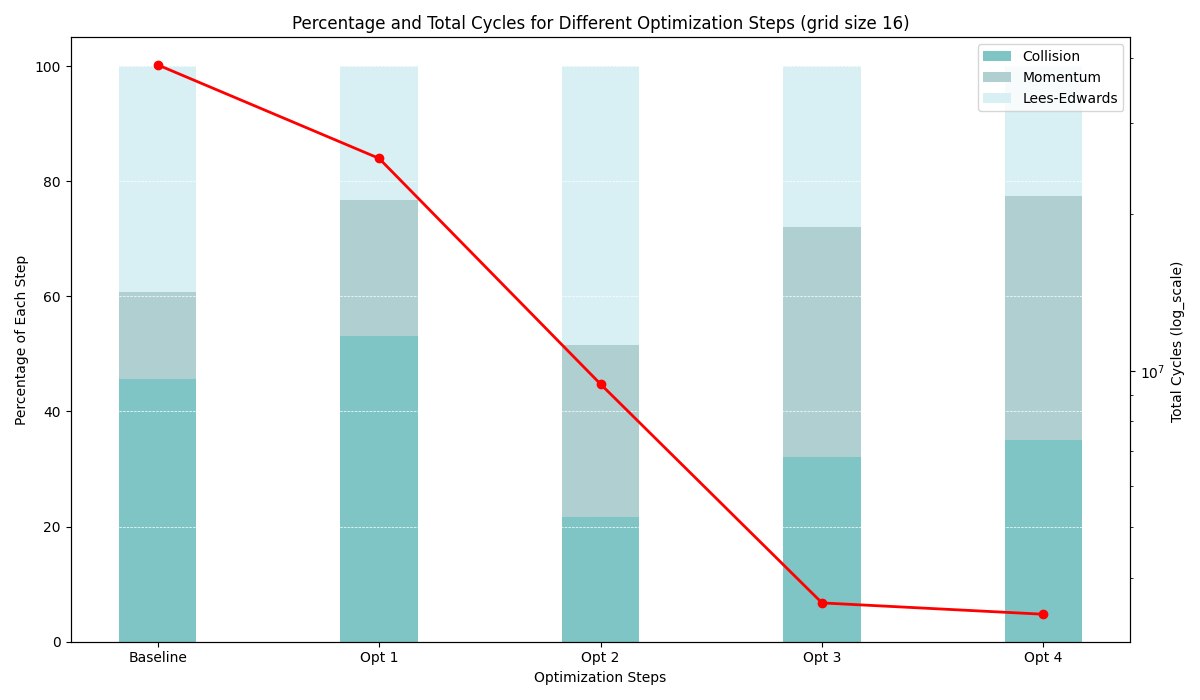 Percentage and Total Cycles for Different Optimization Steps (grid size 16)
Collision
Momentum
Lees-Edwards
100
80
60
40
20
0
Percentage of Each Step
10^7
Total Cycles (log_scale)
Baseline
Opt 1
Opt 2
Opt 3
Opt 4
Optimization Steps